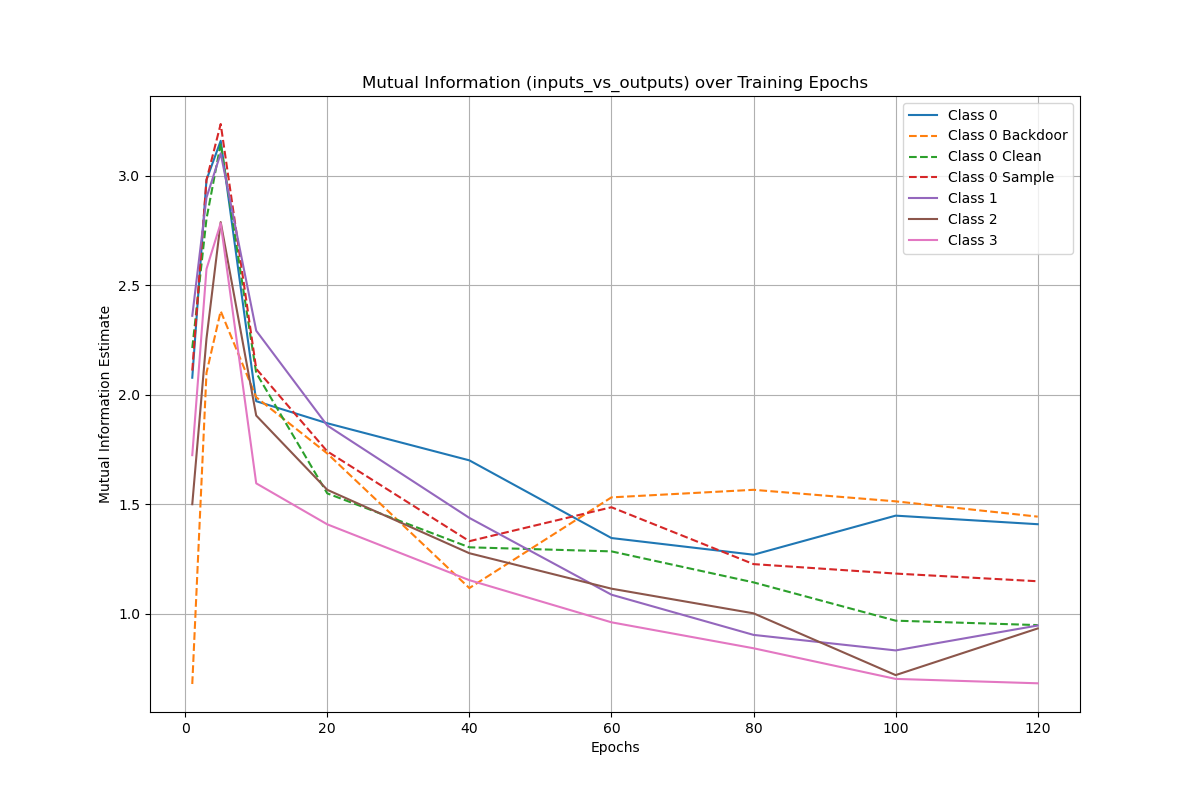 Mutual Information (inputs_vs_outputs) over Training Epochs
Class 0
Class 0 Backdoor
Class 0 Clean
Class 0 Sample
Class 1
Class 2
Class 3
Mutual Information Estimate
3.0
2.5
2.0
1.5
1.0
0 20 40 60 80 100 120
Epochs